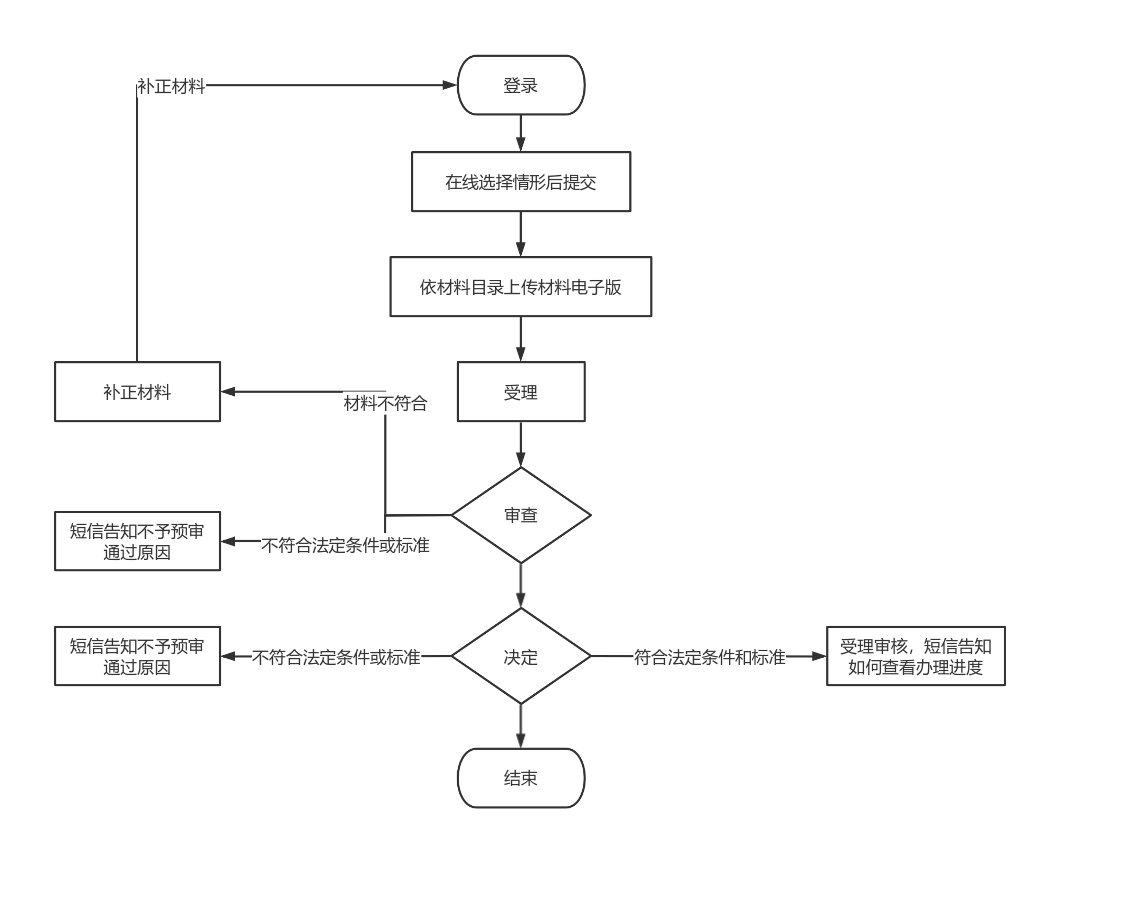 补正材料
登录
在线选择情形后提交
依材料目录上传材料电子版
补正材料
材料不符合
受理
审查
短信告知不予预审
通过原因
不符合法定条件或标准
短信告知不予预审
通过原因
不符合法定条件或标准
决定
符合法定条件和标准
受理审核，短信告知
如何查看办理进度
结束